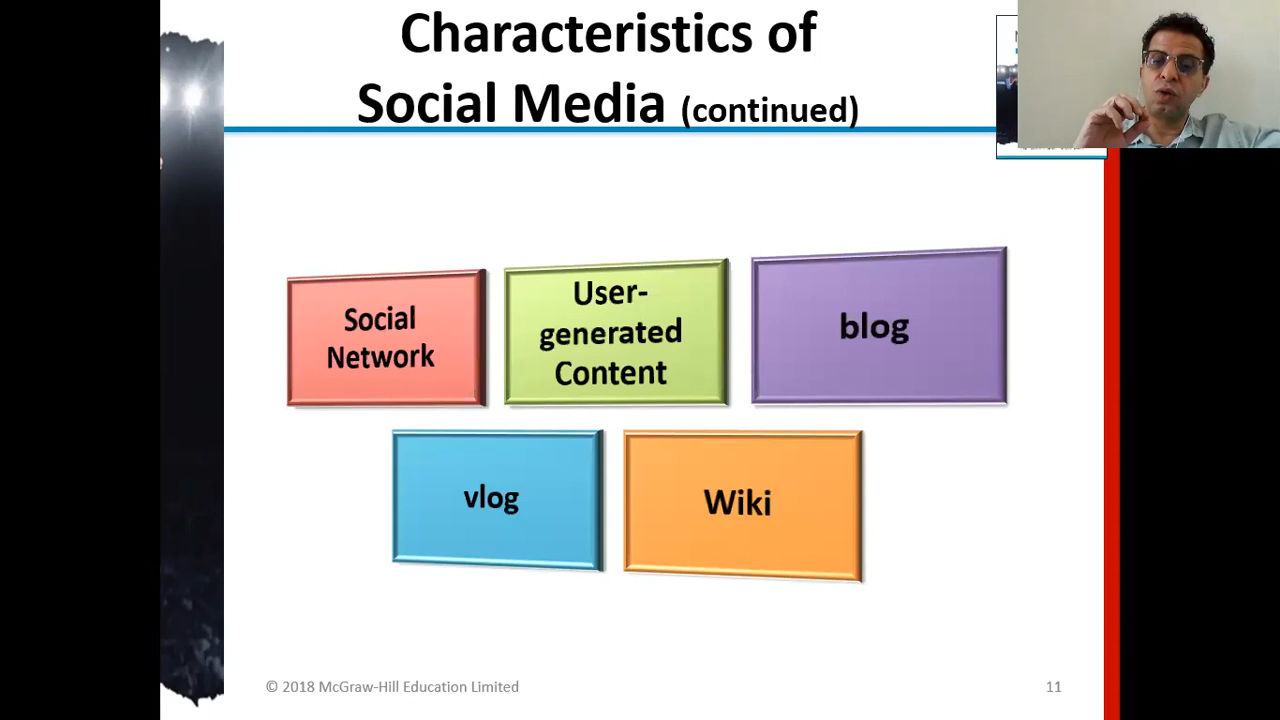 Characteristics of
Social Media (continued)
Social
Network
User-
generated
Content
blog
vlog
Wiki
© 2018 McGraw-Hill Education Limited
11